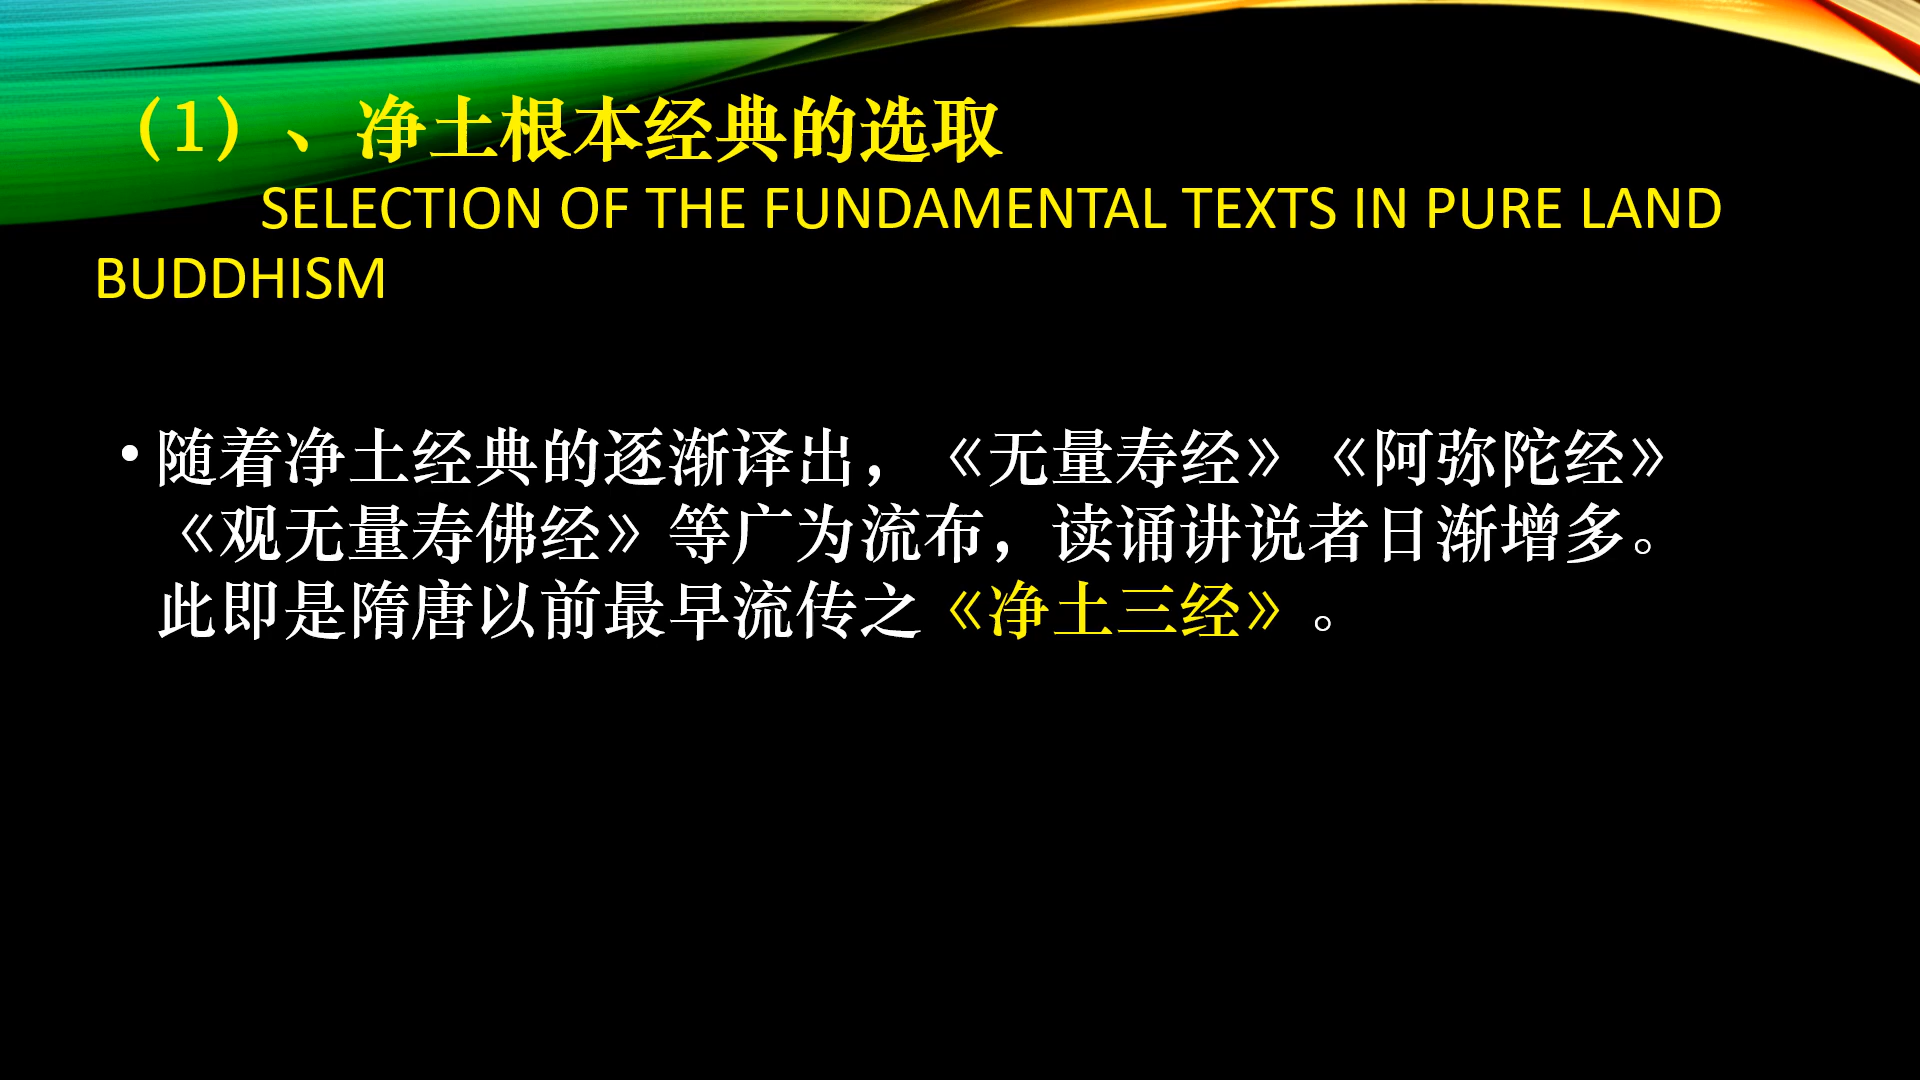 （1）、净土根本经典的选取
SELECTION OF THE FUNDAMENTAL TEXTS IN PURE LAND
BUDDHISM
•随着净土经典的逐渐译出，《无量寿经》《阿弥陀经》
《观无量寿佛经》等广为流布，读诵讲说者日渐增多。
此即是隋唐以前最早流传之《净土三经》。